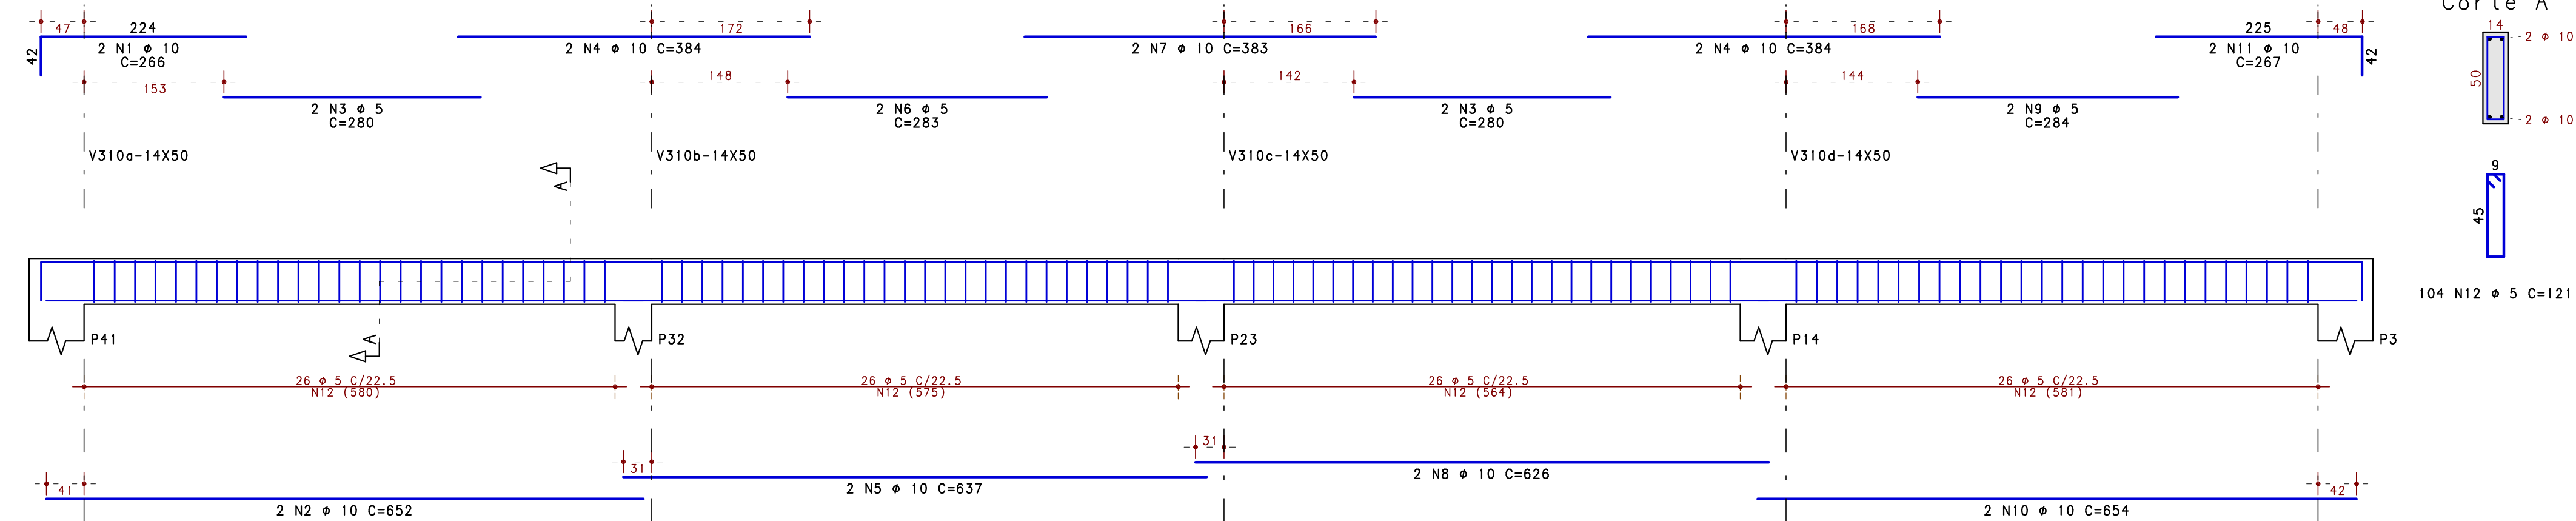 Corte A
47
224
172
166
168
225
48
14
42
2 N1 ϕ 10
C=266
2 N4 ϕ 10 C=384
2 N7 ϕ 10 C=383
2 N4 ϕ 10 C=384
2 N11 ϕ 10
C=267
42
2 ϕ 10
50
2 ϕ 10
153
148
142
144
2 N3 ϕ 5
C=280
2 N6 ϕ 5
C=283
2 N3 ϕ 5
C=280
2 N9 ϕ 5
C=284
V310a-14X50
V310b-14X50
V310c-14X50
V310d-14X50
A
9
45
104 N12 ϕ 5 C=121
P41
A
P32
P23
P14
P3
26 ϕ 5 C/22.5
N12 (580)
26 ϕ 5 C/22.5
N12 (575)
26 ϕ 5 C/22.5
N12 (564)
26 ϕ 5 C/22.5
N12 (581)
31
31
2 N8 ϕ 10 C=626
2 N5 ϕ 10 C=637
41
42
2 N2 ϕ 10 C=652
2 N10 ϕ 10 C=654